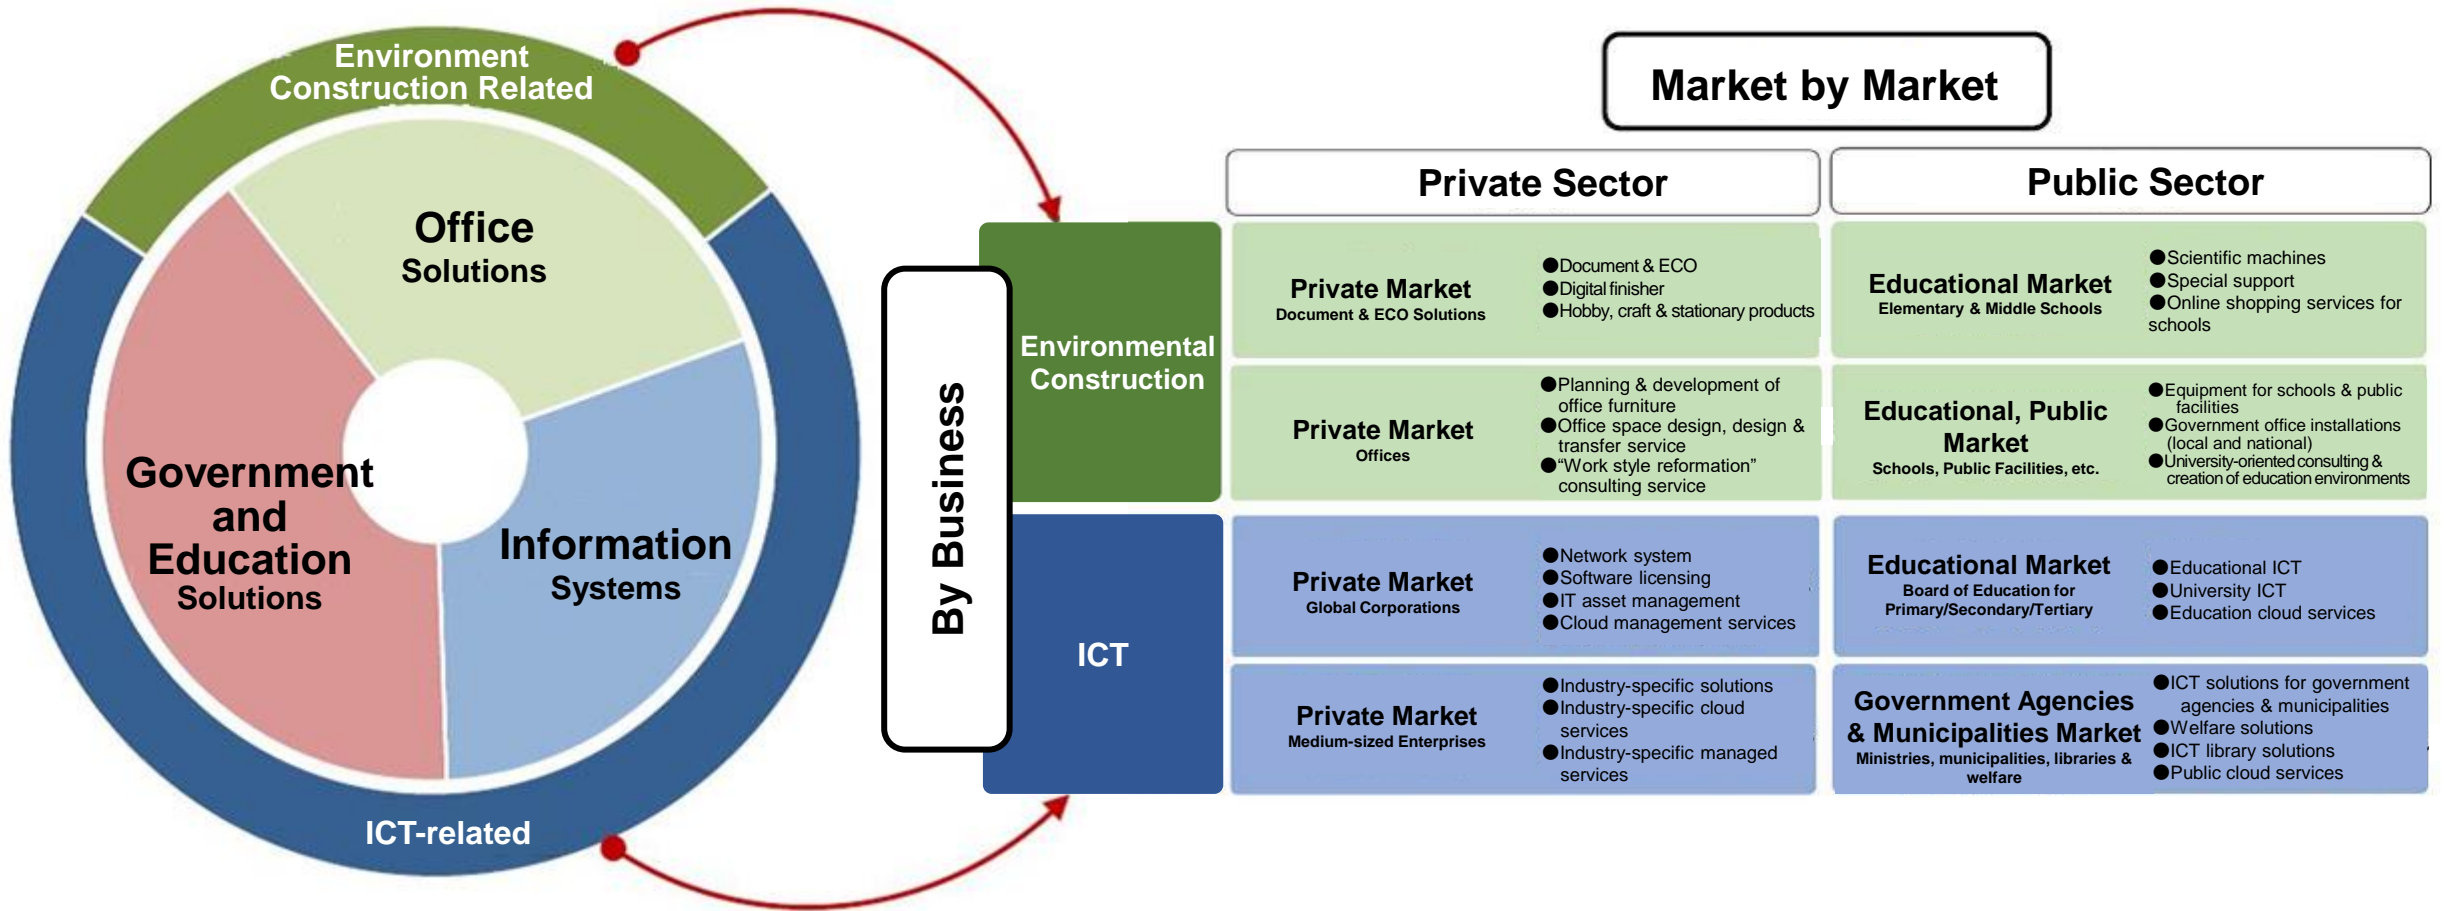 Environment
Construction Related
Office
Solutions
Government
and
Education
Solutions
Information
Systems
ICT-related
Market by Market
Private Sector
Public Sector
By Business
Environmental
Construction
Private Market
Document & ECO Solutions
●Document & ECO
●Digital finisher
●Hobby, craft & stationary products
Educational Market
Elementary & Middle Schools
●Scientific machines
●Special support
●Online shopping services for
schools
Private Market
Offices
●Planning & development of
office furniture
●Office space design, design &
transfer service
●“Work style reformation”
consulting service
Educational, Public
Market
Schools, Public Facilities, etc.
●Equipment for schools & public
facilities
●Government office installations
(local and national)
●University-oriented consulting &
creation of education environments
ICT
Private Market
Global Corporations
●Network system
●Software licensing
●IT asset management
●Cloud management services
Educational Market
Board of Education for
Primary/Secondary/Tertiary
●Educational ICT
●University ICT
●Education cloud services
Private Market
Medium-sized Enterprises
●Industry-specific solutions
●Industry-specific cloud
services
●Industry-specific managed
services
Government Agencies
& Municipalities Market
Ministries, municipalities, libraries &
welfare
●ICT solutions for government
agencies & municipalities
●Welfare solutions
●ICT library solutions
●Public cloud services